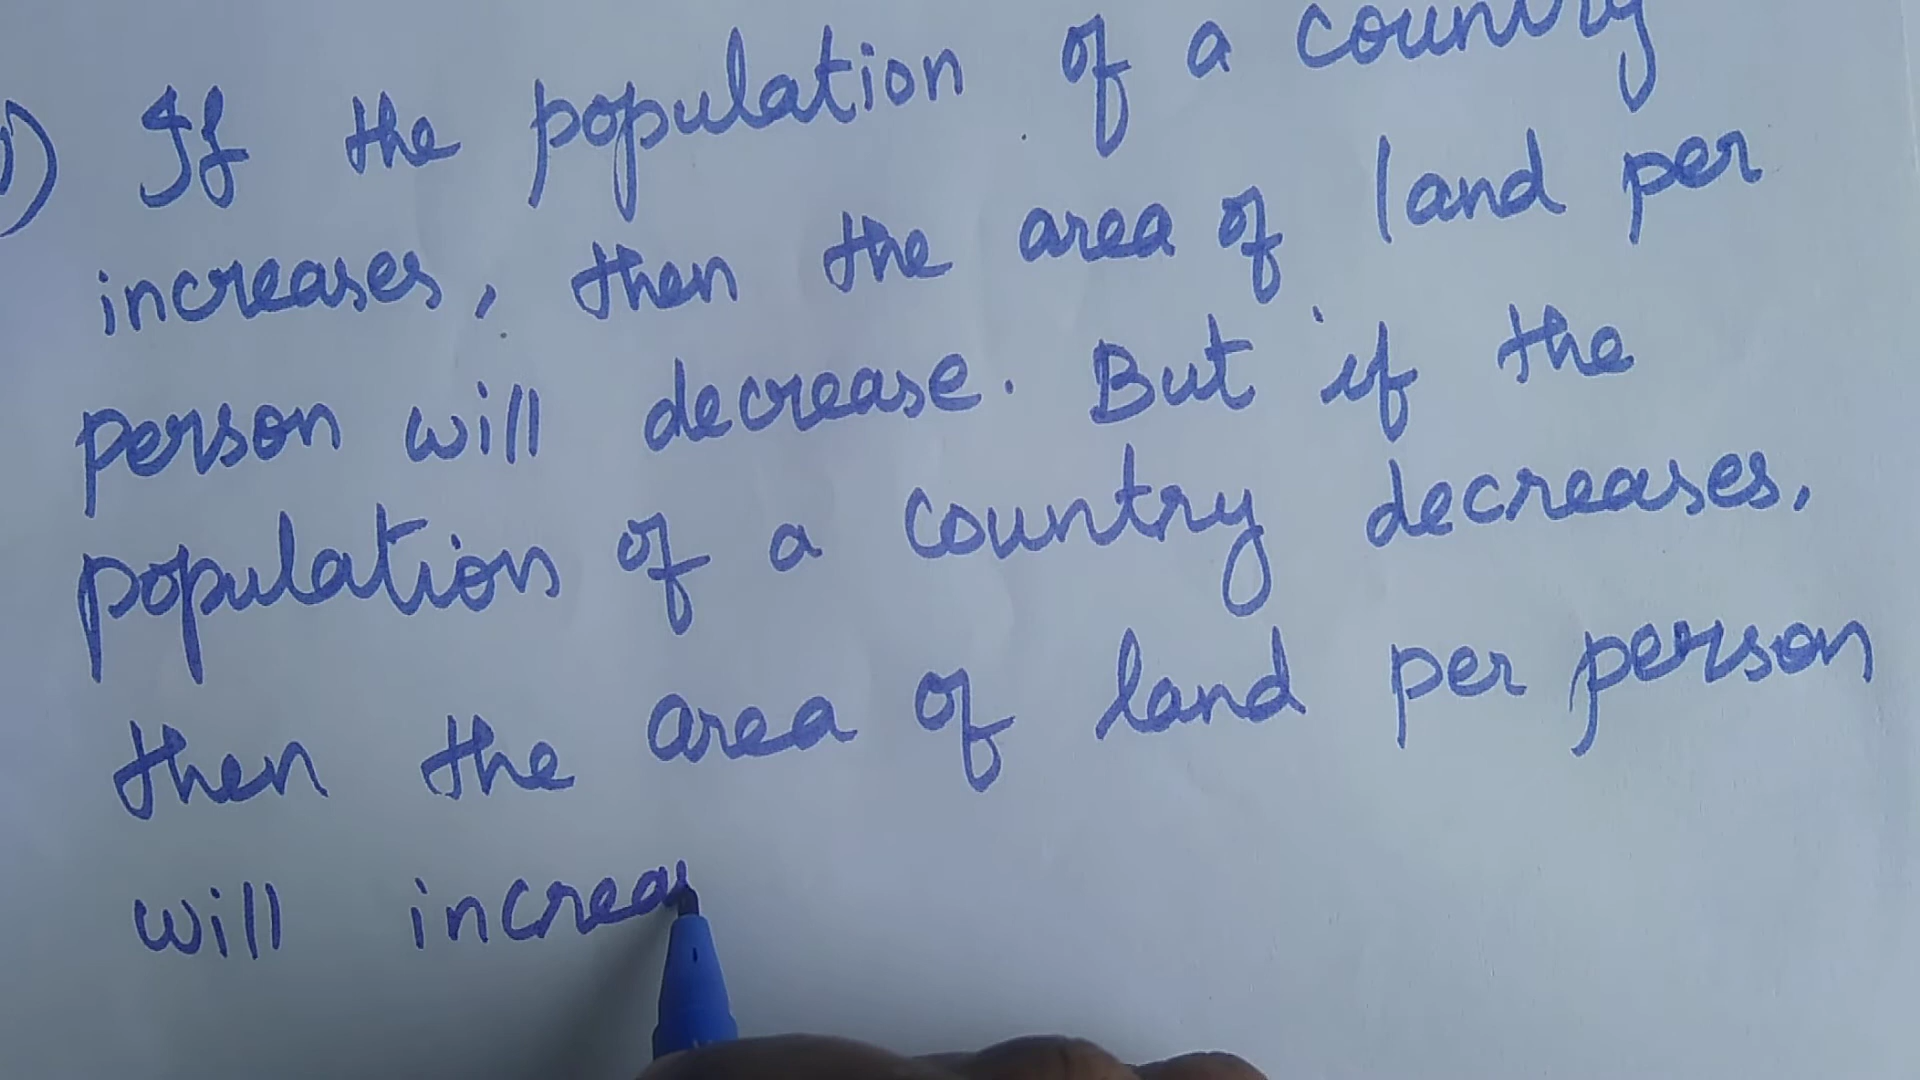 ) If the population of a country
increases, then the area of land per
person will decrease. But if the
population of a country decreases,
then the area of land per person
will increas